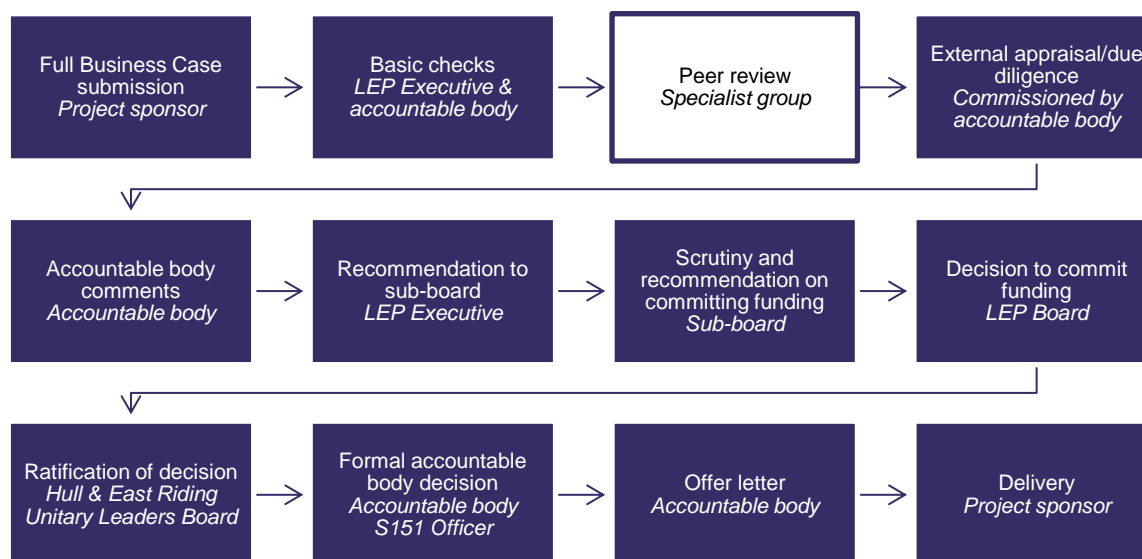 Full Business Case
submission
Project sponsor
Basic checks
LEP Executive &
accountable body
Peer review
Specialist group
External appraisal/due
diligence
Commissioned by
accountable body
Accountable body
comments
Accountable body
Recommendation to
sub-board
LEP Executive
Scrutiny and
recommendation on
committing funding
Sub-board
Decision to commit
funding
LEP Board
Ratification of decision
Hull & East Riding
Unitary Leaders Board
Formal accountable
body decision
Accountable body
S151 Officer
Offer letter
Accountable body
Delivery
Project sponsor